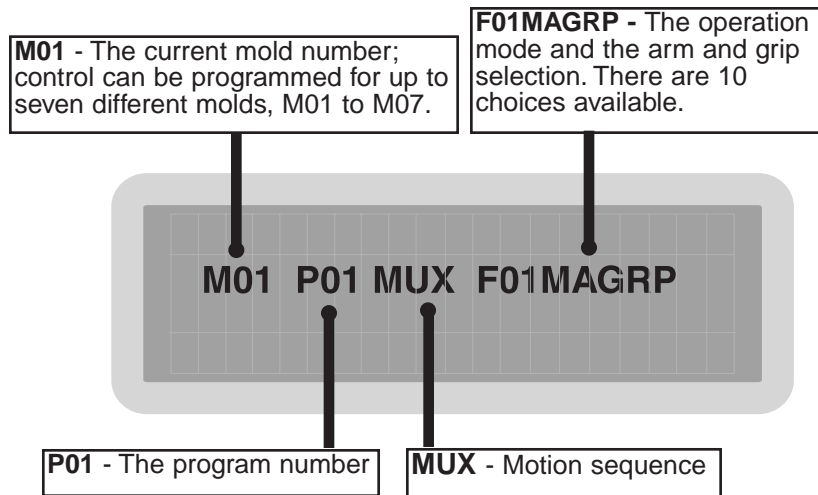 M01 - The current mold number;
control can be programmed for up to
seven different molds, M01 to M07.
F01MAGRP - The operation
mode and the arm and grip
selection. There are 10
choices available.
M01 P01 MUX F01MAGRP
P01 - The program number
MUX - Motion sequence